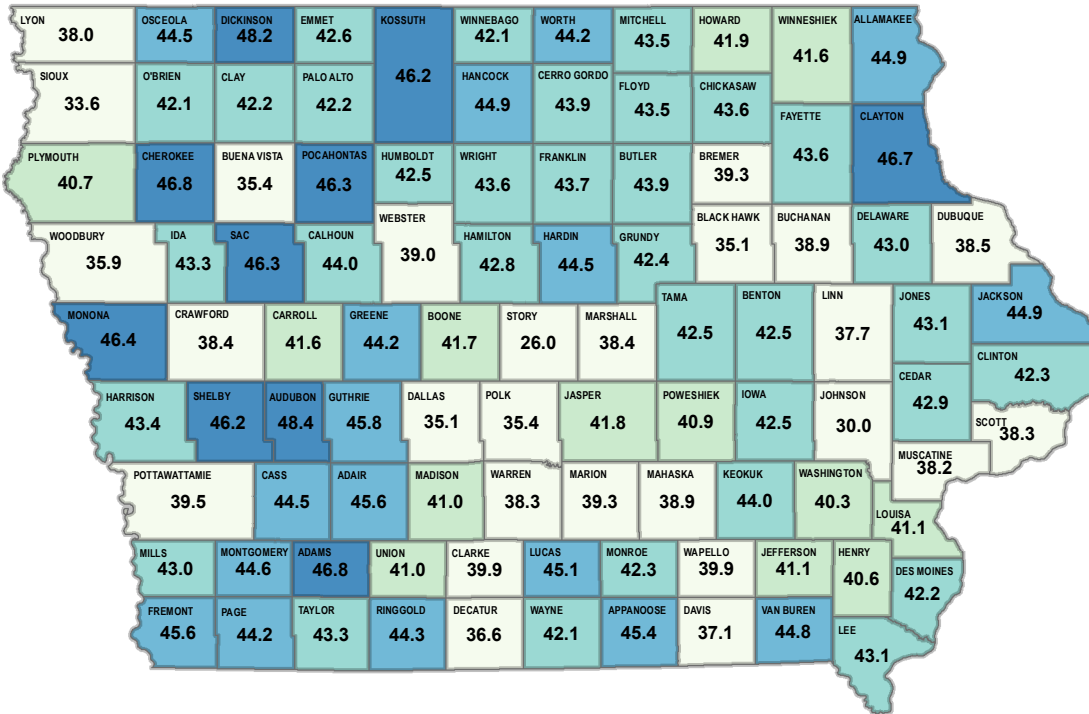 LYON
38.0
OSCEOLA
44.5
DICKINSON
48.2
EMMET
42.6
KOSSUTH
46.2
WINNEBAGO
42.1
WORTH
44.2
MITCHELL
43.5
HOWARD
41.9
WINNESHIEK
41.6
ALLAMAKEE
44.9
SIOUX
33.6
O'BRIEN
42.1
CLAY
42.2
PALO ALTO
42.2
HANCOCK
44.9
CERRO GORDO
43.9
FLOYD
43.5
CHICKASAW
43.6
FAYETTE
43.6
CLAYTON
46.7
PLYMOUTH
40.7
CHEROKEE
46.8
BUENA VISTA
35.4
POCAHONTAS
46.3
HUMBOLDT
42.5
WRIGHT
43.6
FRANKLIN
43.7
BUTLER
43.9
BREMER
39.3
WOODBURY
35.9
IDA
43.3
SAC
46.3
CALHOUN
44.0
WEBSTER
39.0
HAMILTON
42.8
HARDIN
44.5
GRUNDY
42.4
BLACK HAWK
35.1
BUCHANAN
38.9
DELAWARE
43.0
DUBUQUE
38.5
MONONA
46.4
CRAWFORD
38.4
CARROLL
41.6
GREENE
44.2
BOONE
41.7
STORY
26.0
MARSHALL
38.4
TAMA
42.5
BENTON
42.5
LINN
37.7
JONES
43.1
JACKSON
44.9
CLINTON
42.3
HARRISON
43.4
SHELBY
46.2
AUDUBON
48.4
GUTHRIE
45.8
DALLAS
35.1
POLK
35.4
JASPER
41.8
POWESHIEK
40.9
IOWA
42.5
JOHNSON
30.0
CEDAR
42.9
SCOTT
38.3
MUSCATINE
38.2
POTTAWATTAMIE
39.5
CASS
44.5
ADAIR
45.6
MADISON
41.0
WARREN
38.3
MARION
39.3
MAHASKA
38.9
KEOKUK
44.0
WASHINGTON
40.3
LOUISA
41.1
MILLS
43.0
MONTGOMERY
44.6
ADAMS
46.8
UNION
41.0
CLARKE
39.9
LUCAS
45.1
MONROE
42.3
WAPELLO
39.9
JEFFERSON
41.1
HENRY
40.6
DES MOINES
42.2
FREMONT
45.6
PAGE
44.2
TAYLOR
43.3
RINGGOLD
44.3
DECATUR
36.6
WAYNE
42.1
APPANOOSE
45.4
DAVIS
37.1
VAN BUREN
44.8
LEE
43.1